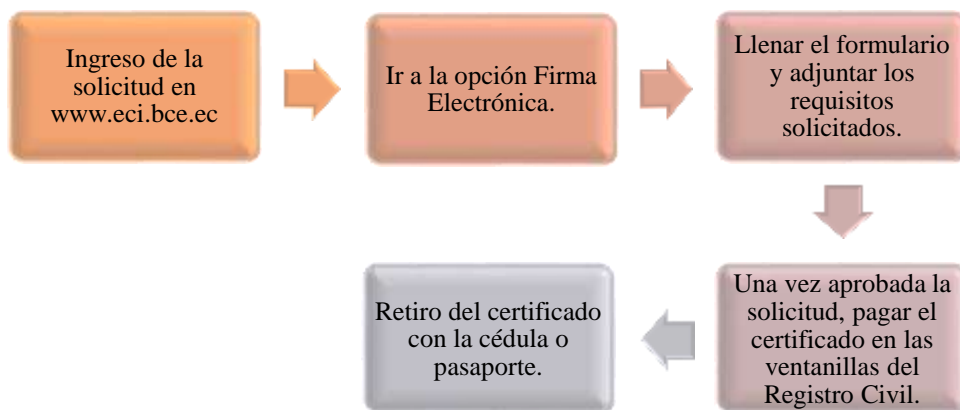 Ingreso de la
solicitud en
www.eci.bce.ec
Ir a la opción Firma
Electrónica.
Llenar el formulario
y adjuntar los
requisitos
solicitados.
Una vez aprobada la
solicitud, pagar el
certificado en las
ventanillas del
Registro Civil.
Retiro del certificado
con la cédula o
pasaporte.